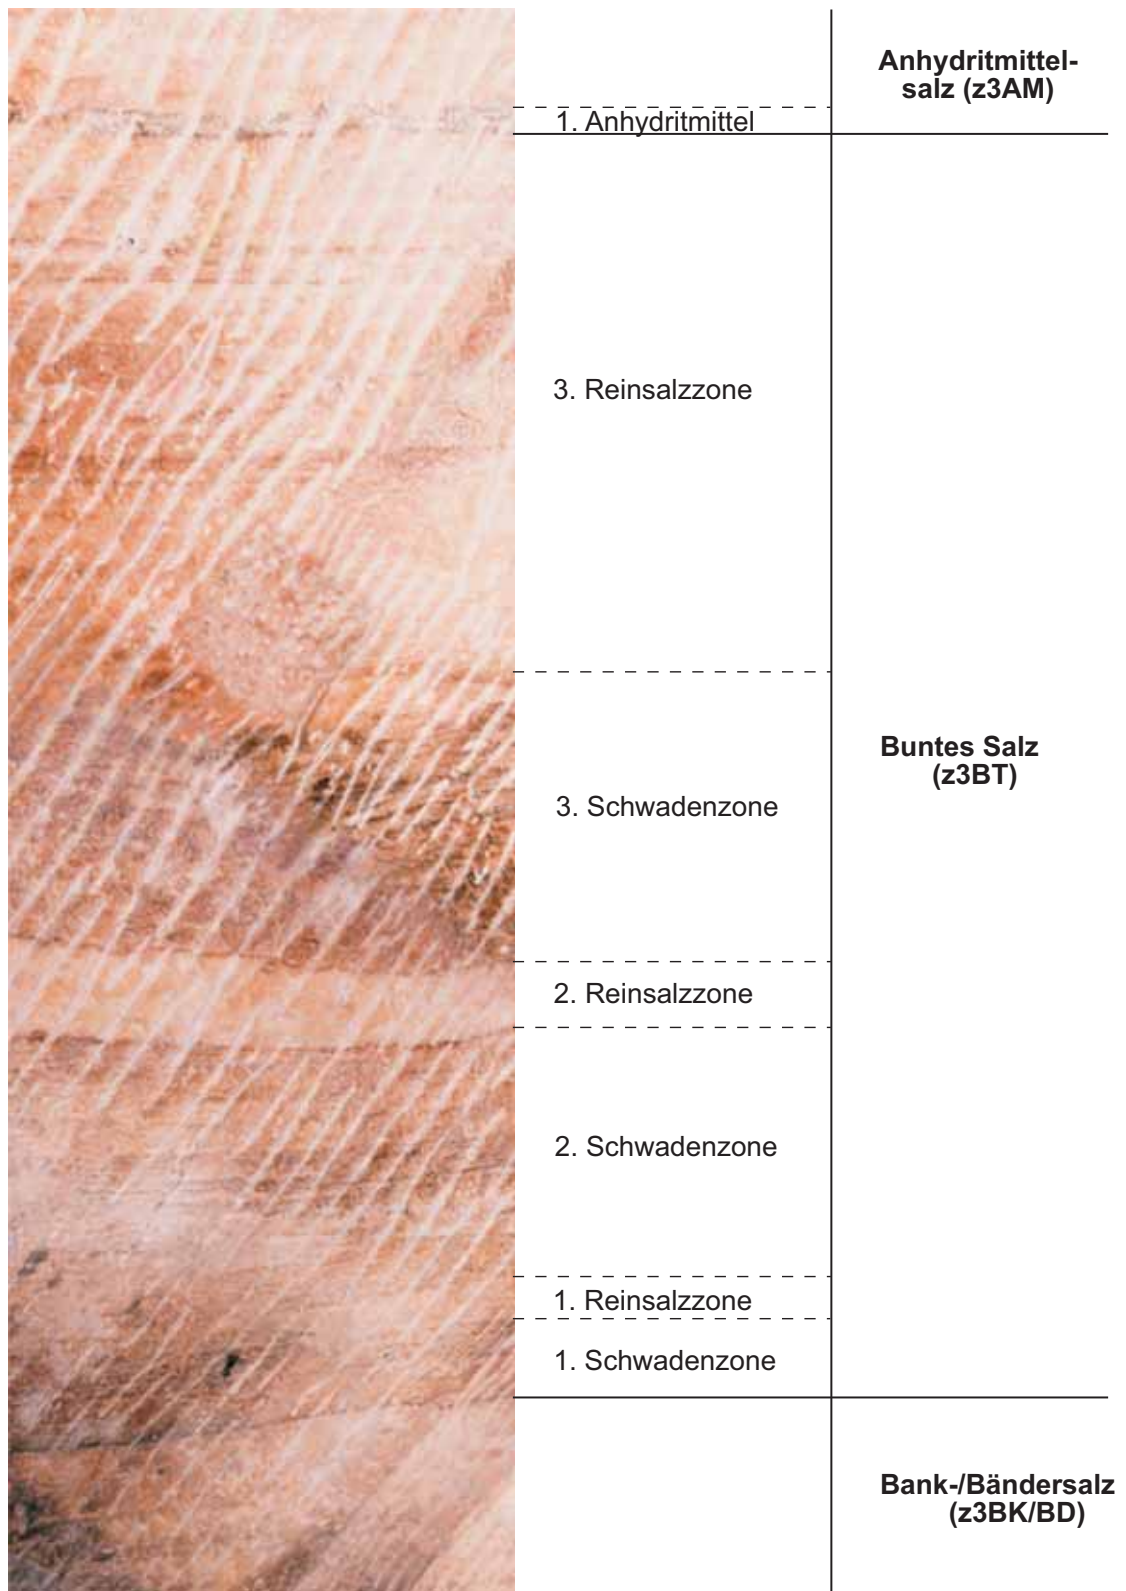 Anhydritmittel-
salz (z3AM)
1. Anhydritmittel
3. Reinsalzzone
Buntes Salz
(z3BT)
3. Schwadenzone
2. Reinsalzzone
2. Schwadenzone
1. Reinsalzzone
1. Schwadenzone
Bank-/Bändersalz
(z3BK/BD)